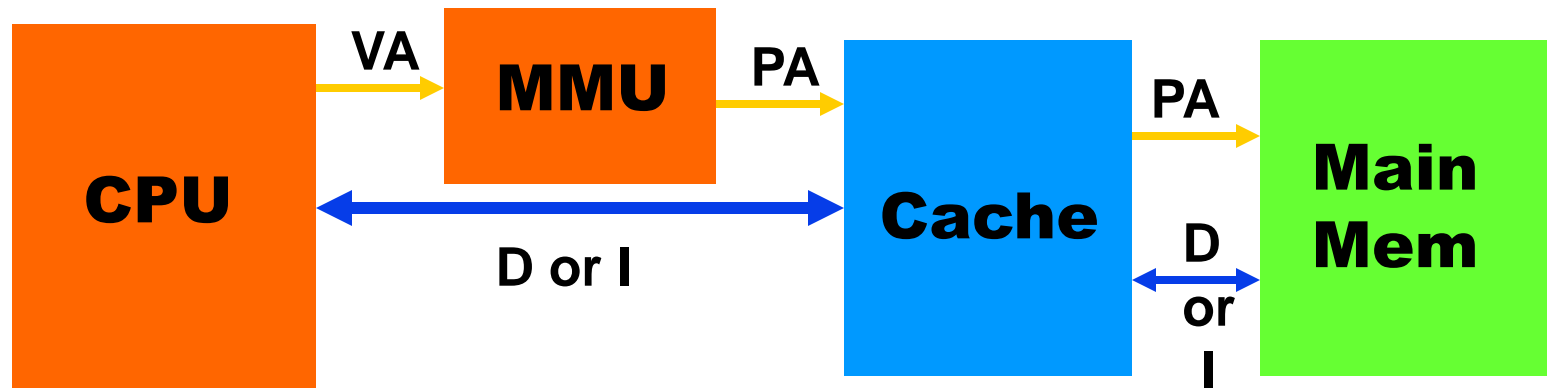 VA
MMU
PA
PA
CPU
Cache
Main
Mem
D or I
D
or
I